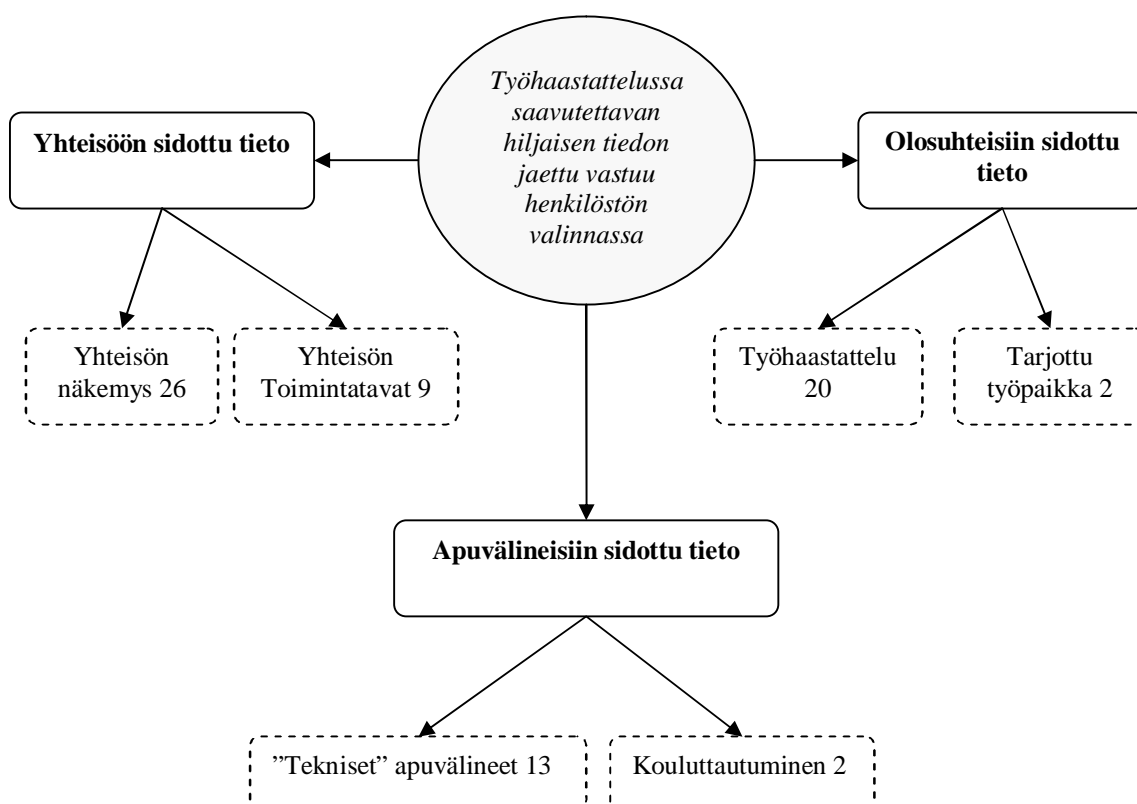 Työhaastattelussa
saavutettavan
hiljaisen tiedon
jaettu vastuu
henkilöstön
valinnassa
Yhteisöön sidottu tieto
Olosuhteisiin sidottu
tieto
Yhteisön
näkemys 26
Yhteisön
Toimintatavat 9
Työhaastattelu
20
Tarjottu
työpaikka 2
Apuvälineisiin sidottu tieto
”Tekniset” apuvälineet 13
Kouluttautuminen 2